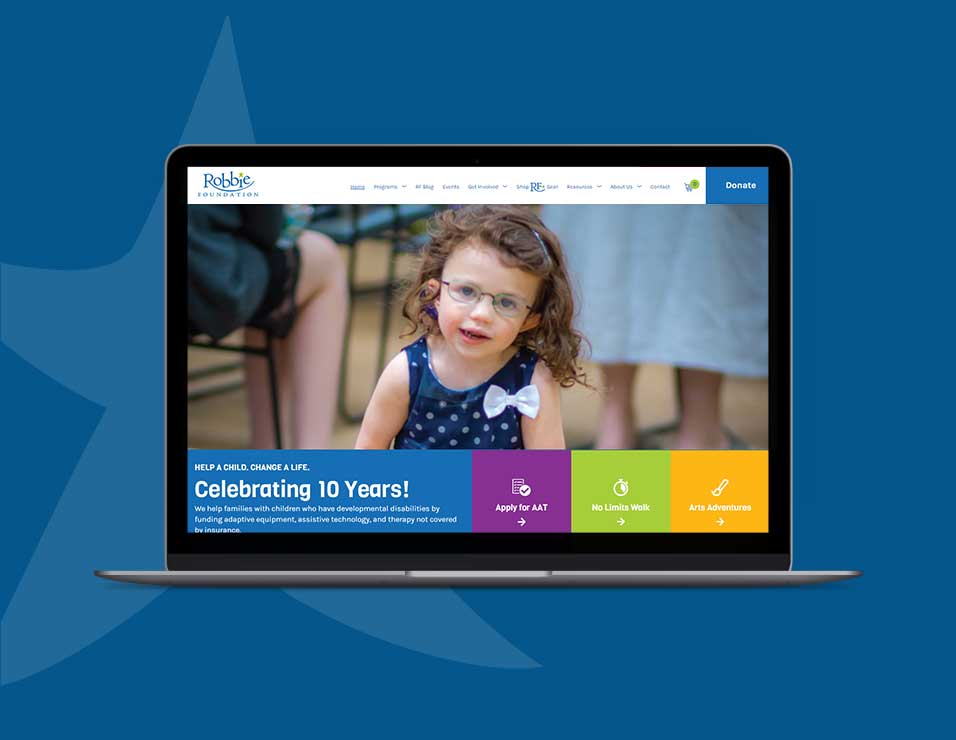 Robbie
FOUNDATION
Home Programs RF Blog Events Get Involved Shop RF Gear Resources About Us Contact 0 Donate
HELP A CHILD. CHANGE A LIFE.
Celebrating 10 Years!
We help families with children who have developmental disabilities by
funding adaptive equipment, assistive technology, and therapy not covered
by insurance.
Apply for AAT
No Limits Walk
Arts Adventures